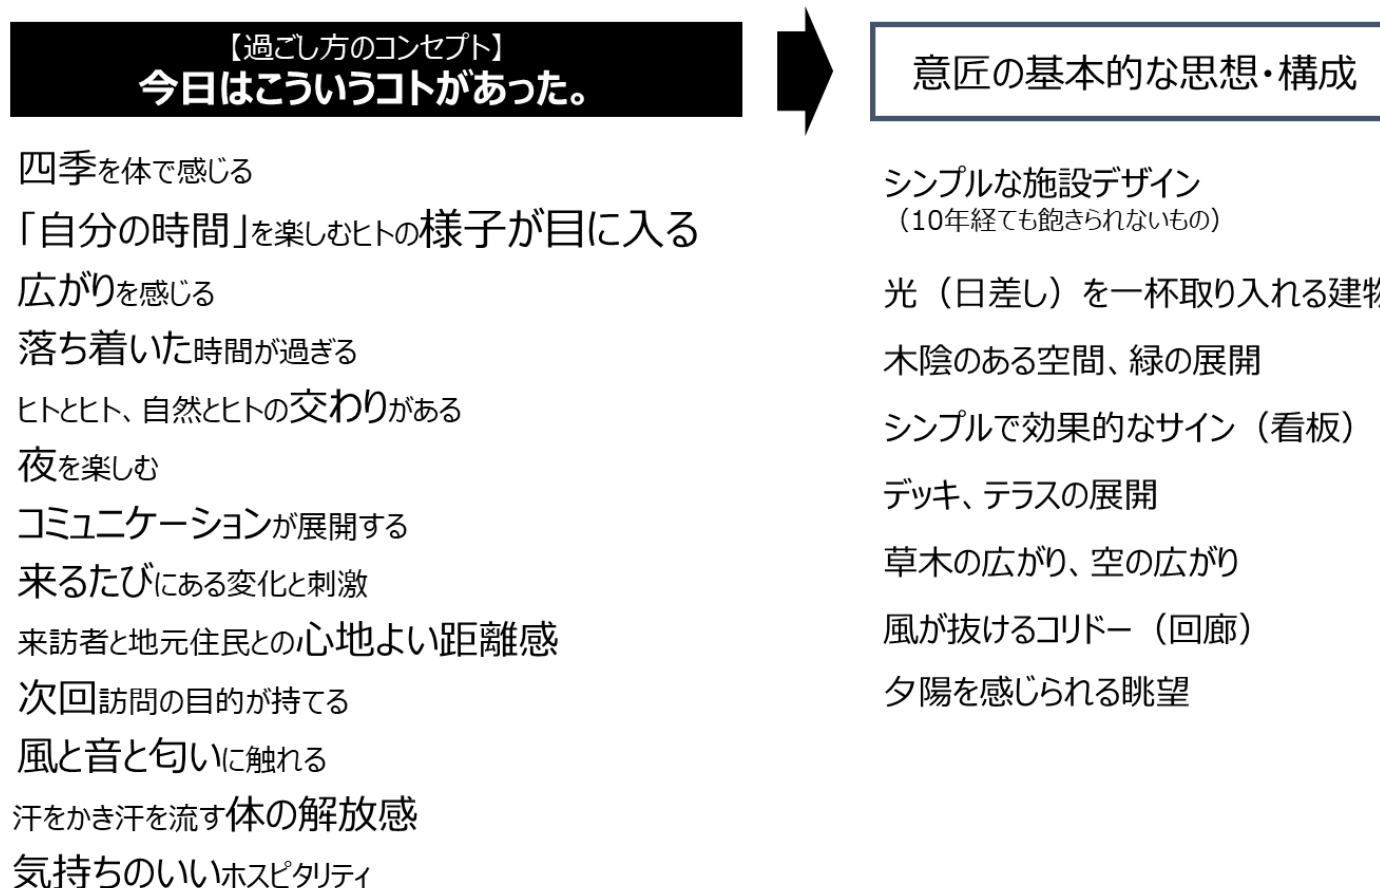 【過ごし方のコンセプト】
今日はこういうコトがあった。
四季を体で感じる
「自分の時間」を楽しむヒトの様子が目に入る
広がりを感じる
落ち着いた時間が過ぎる
ヒトとヒト、自然とヒトの交わりがある
夜を楽しむ
コミュニケーションが展開する
来るたびにある変化と刺激
来訪者と地元住民との心地よい距離感
次回訪問の目的が持てる
風と音と匂いに触れる
汗をかき汗を流す体の解放感
気持ちのいいホスピタリティ
意匠の基本的な思想・構成
シンプルな施設デザイン
（10年経ても飽きられないもの）
光（日差し）を一杯取り入れる建物
木陰のある空間、緑の展開
シンプルで効果的なサイン（看板）
デッキ、テラスの展開
草木の広がり、空の広がり
風が抜けるコリドー（回廊）
夕陽を感じられる眺望